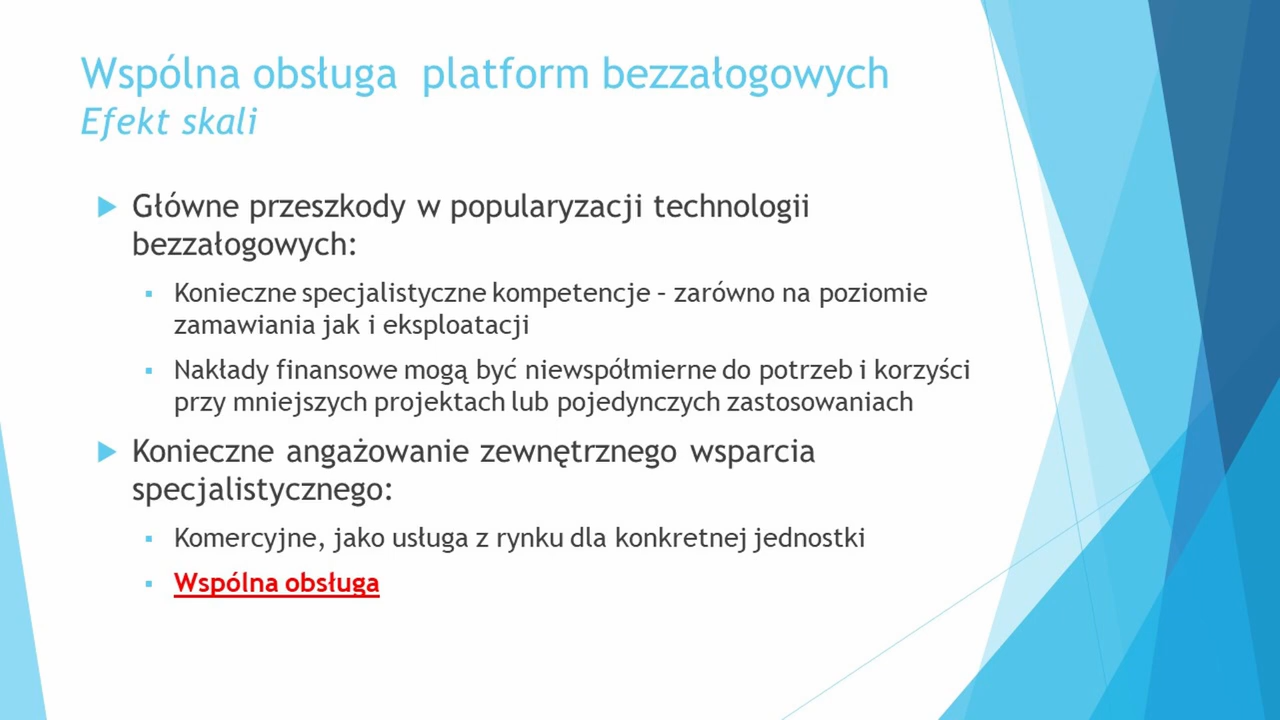 Wspólna obsługa platform bezzałogowych
Efekt skali
Główne przeszkody w popularyzacji technologii
bezzałogowych:
Konieczne specjalistyczne kompetencje – zarówno na poziomie
zamawiania jak i eksploatacji
Nakłady finansowe mogą być niewspółmierne do potrzeb i korzyści
przy mniejszych projektach lub pojedynczych zastosowaniach
Konieczne angażowanie zewnętrznego wsparcia
specjalistycznego:
Komercyjne, jako usługa z rynku dla konkretnej jednostki
Wspólna obsługa